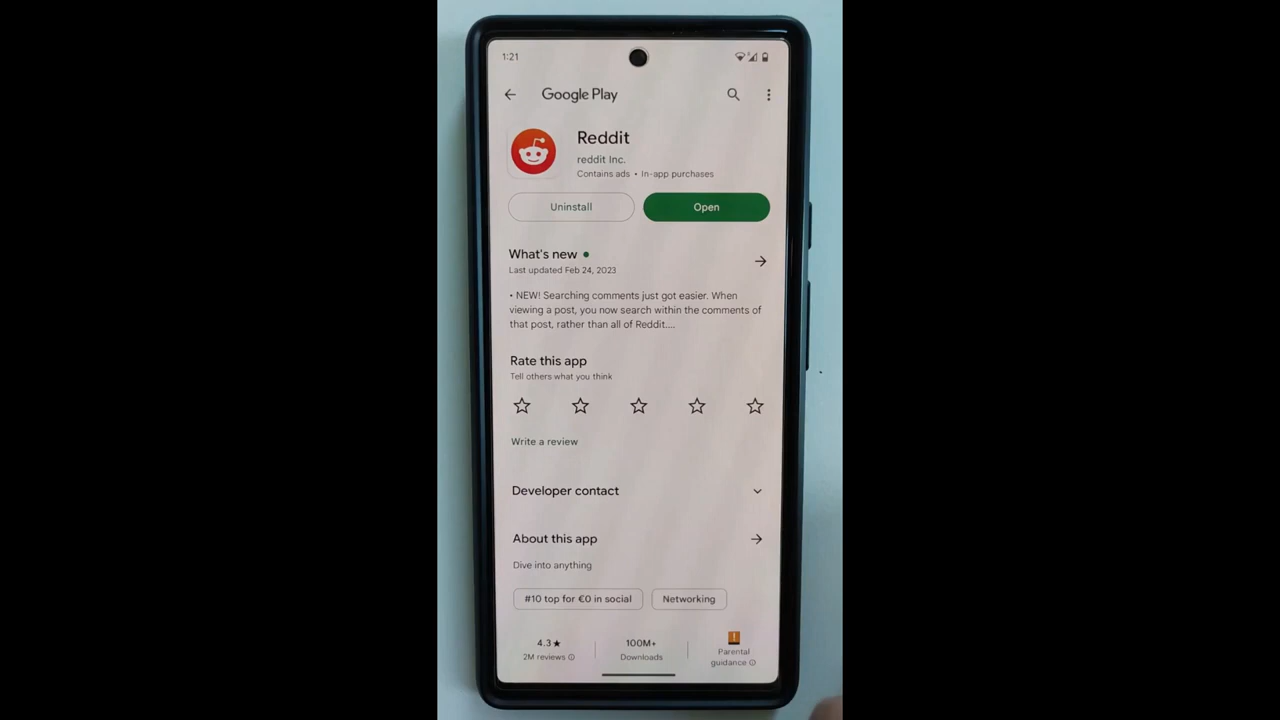 1:21
Google Play
Reddit
reddit Inc.
Contains ads • In-app purchases
Uninstall
Open
What's new •
Last updated Feb 24, 2023
• NEW! Searching comments just got easier. When
viewing a post, you now search within the comments of
that post, rather than all of Reddit....
Rate this app
Tell others what you think
Write a review
Developer contact
About this app
Dive into anything
#10 top for €0 in social
Networking
4.3★
2M reviews
100M+
Downloads
Parental
guidance